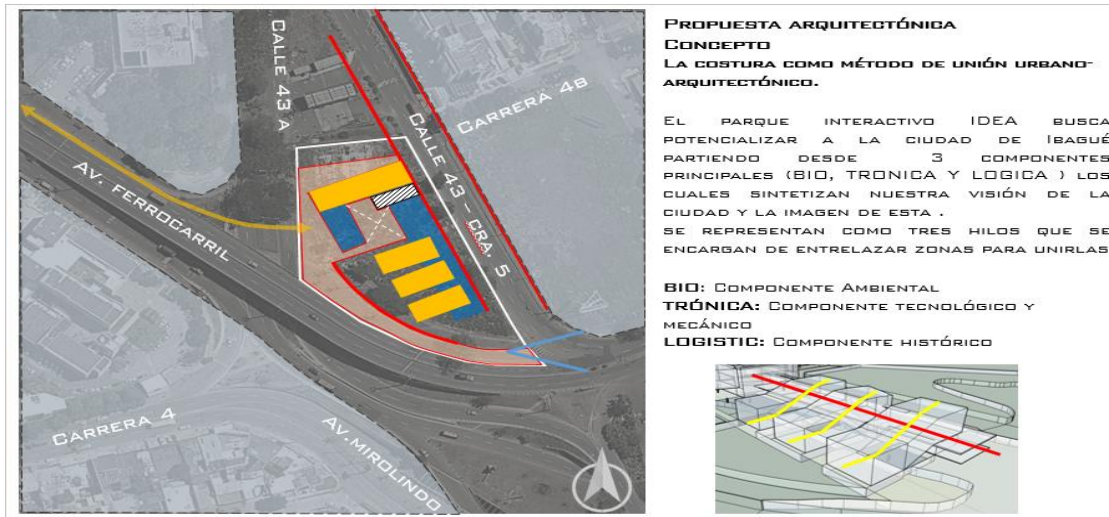 CALLE 43 A
CARRERA 4B
CALLE 43 - CRA. 5
AV. FERROCARRIL
CARRERA 4
AV.MIROLINDO
PROPUESTA ARQUITECTÓNICA
CONCEPTO
LA COSTURA COMO MÉTODO DE UNIÓN URBANO-
ARQUITECTÓNICO.
EL PARQUE INTERACTIVO IDEA BUSCA
POTENCIALIZAR A LA CIUDAD DE IBAGUÉ
PARTIENDO DESDE 3 COMPONENTES
PRINCIPALES (BIO, TRONICA Y LOGICA ) LOS
CUALES SINTETIZAN NUESTRA VISIÓN DE LA
CIUDAD Y LA IMAGEN DE ESTA .
SE REPRESENTAN COMO TRES HILOS QUE SE
ENCARGAN DE ENTRELAZAR ZONAS PARA UNIRLAS
BIO: COMPONENTE AMBIENTAL
TRÓNICA: COMPONENTE TECNOLÓGICO Y
MECÁNICO
LOGISTIC: COMPONENTE HISTÓRICO